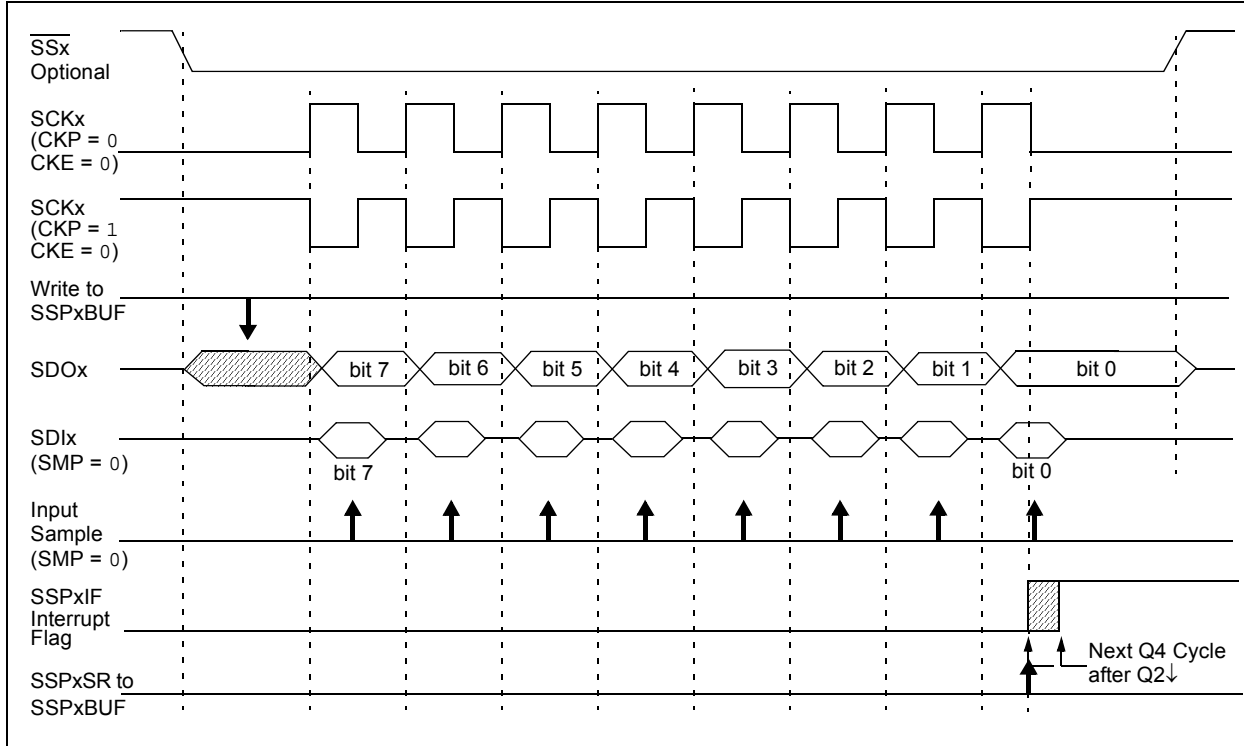 SSx
Optional
SCKx
(CKP = 0
CKE = 0)
SCKx
(CKP = 1
CKE = 0)
Write to
SSPxBUF
SDOx
bit 7
bit 6
bit 5
bit 4
bit 3
bit 2
bit 1
bit 0
SDIx
(SMP = 0)
bit 7
bit 0
Input
Sample
(SMP = 0)
SSPxIF
Interrupt
Flag
Next Q4 Cycle
after Q2↓
SSPxSR to
SSPxBUF